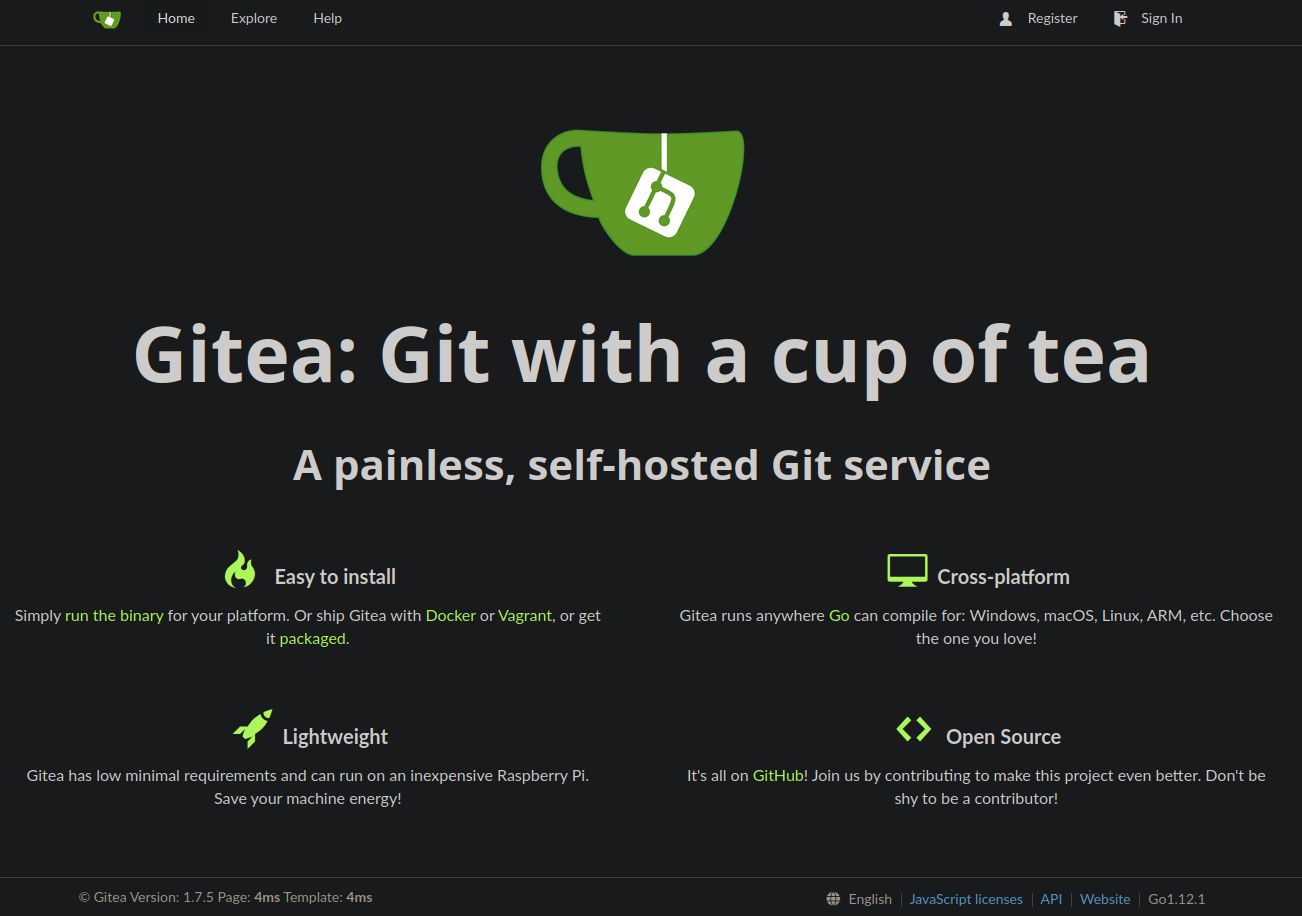 Home Explore Help Register Sign In
Gitea: Git with a cup of tea
A painless, self-hosted Git service
Easy to install
Simply run the binary for your platform. Or ship Gitea with Docker or Vagrant, or get
it packaged.
Cross-platform
Gitea runs anywhere Go can compile for: Windows, macOS, Linux, ARM, etc. Choose
the one you love!
Lightweight
Gitea has low minimal requirements and can run on an inexpensive Raspberry Pi.
Save your machine energy!
Open Source
It's all on GitHub! Join us by contributing to make this project even better. Don't be
shy to be a contributor!
© Gitea Version: 1.7.5 Page: 4ms Template: 4ms English JavaScript licenses API Website Go1.12.1